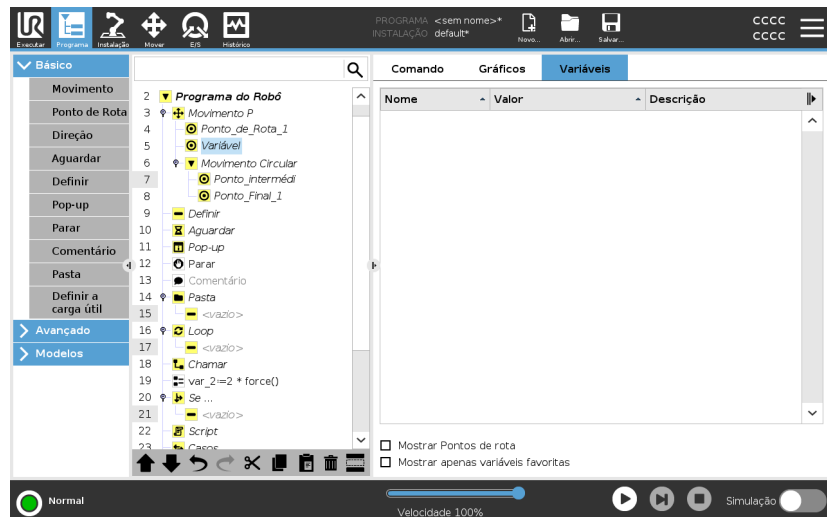 PROGRAMA <sem nome>*
INSTALAÇÃO default*
cccc
cccc
Executar Programa Instalação Mover E/S Histórico Novo... Abrir... Salvar...
Básico
Movimento
Ponto de Rota
Direção
Aguardar
Definir
Pop-up
Parar
Comentário
Pasta
Definir a
carga útil
Avançado
Modelos
2 Programa do Robô
3 Movimento P
4 Ponto_de_Rota_1
5 Variável
6 Movimento Circular
7 Ponto_intermédi
8 Ponto_Final_1
9 Definir
10 Aguardar
11 Pop-up
12 Parar
13 Comentário
14 Pasta
15 <vazio>
16 Loop
17 <vazio>
18 Chamar
19 var_2:=2 * force()
20 Se ...
21 <vazio>
22 Script
23 Casos
Comando Gráficos Variáveis
Nome Valor Descrição
Mostrar Pontos de rota
Mostrar apenas variáveis favoritas
Normal
Velocidade 100%
Simulação